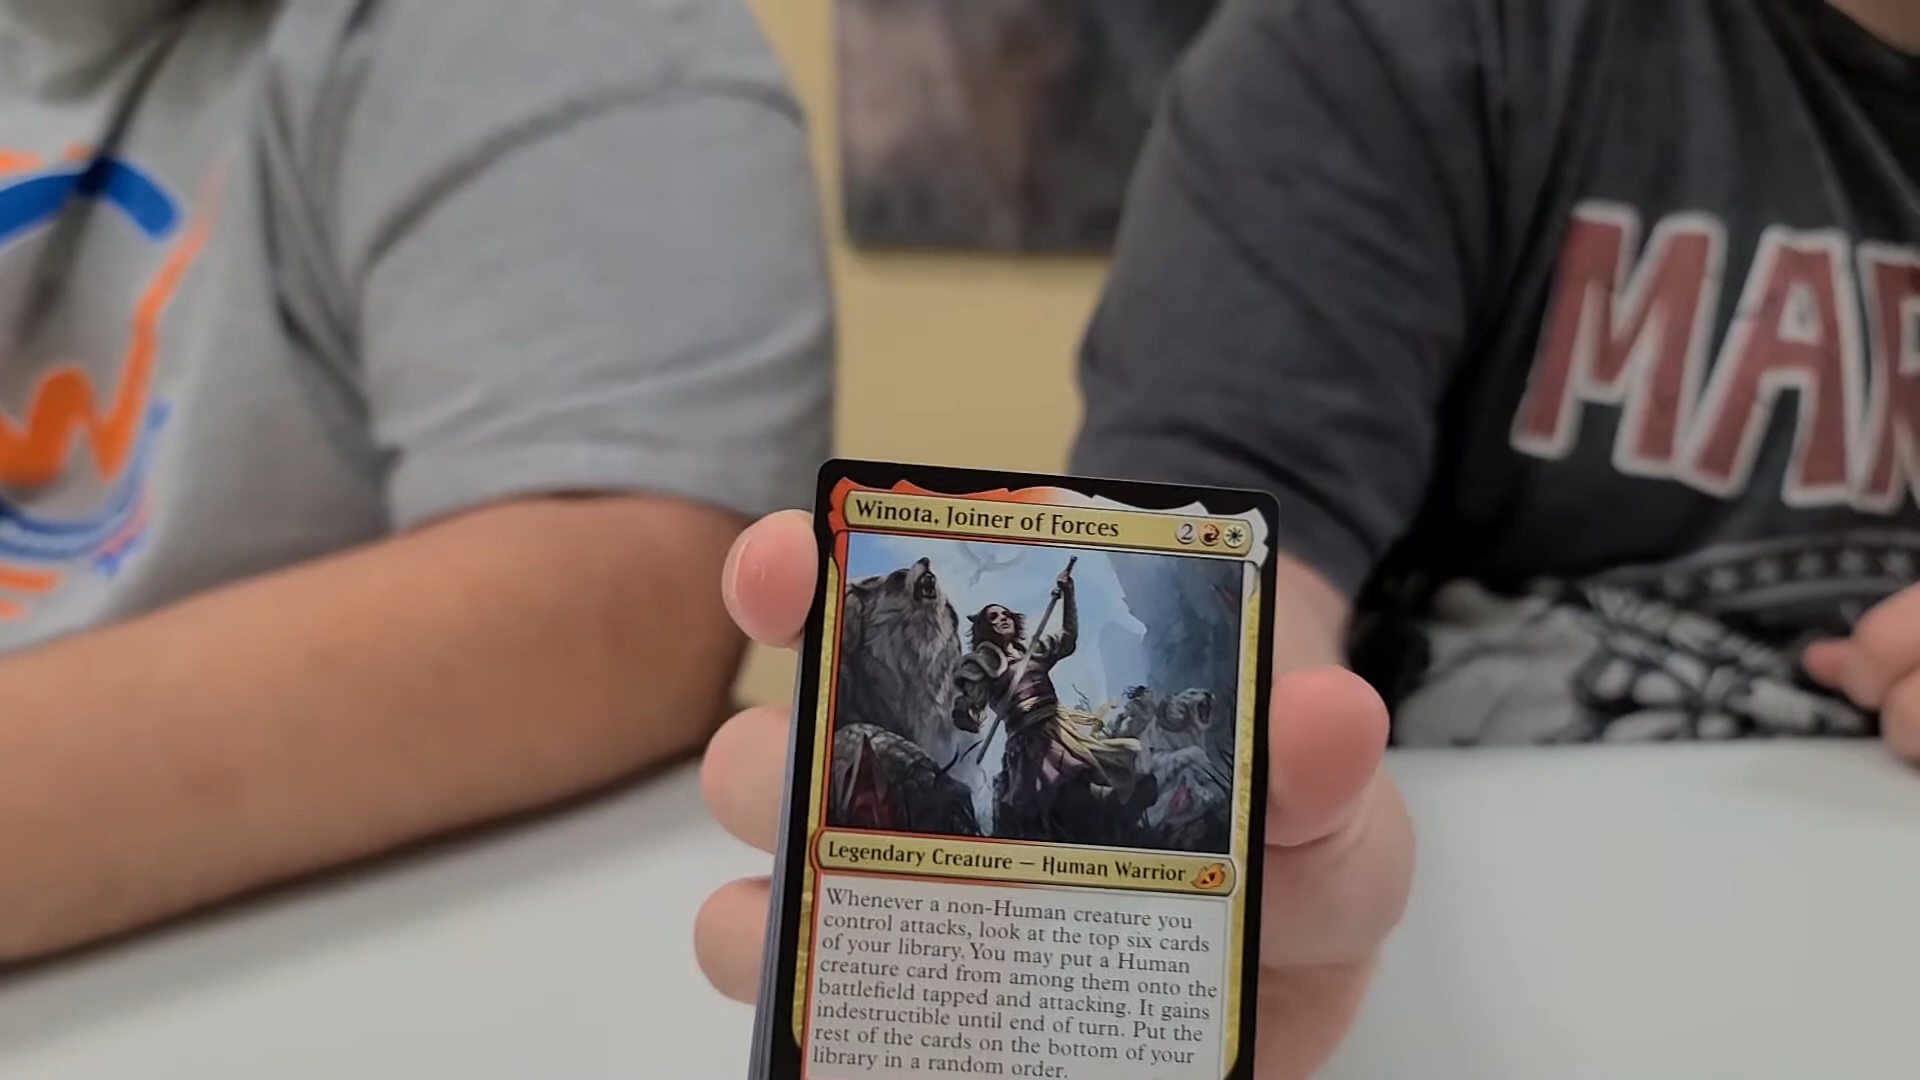 MAR
Winota, Joiner of Forces 2
Legendary Creature — Human Warrior
Whenever a non-Human creature you
control attacks, look at the top six cards
of your library. You may put a Human
creature card from among them onto the
battlefield tapped and attacking. It gains
indestructible until end of turn. Put the
rest of the cards on the bottom of your
library in a random order.